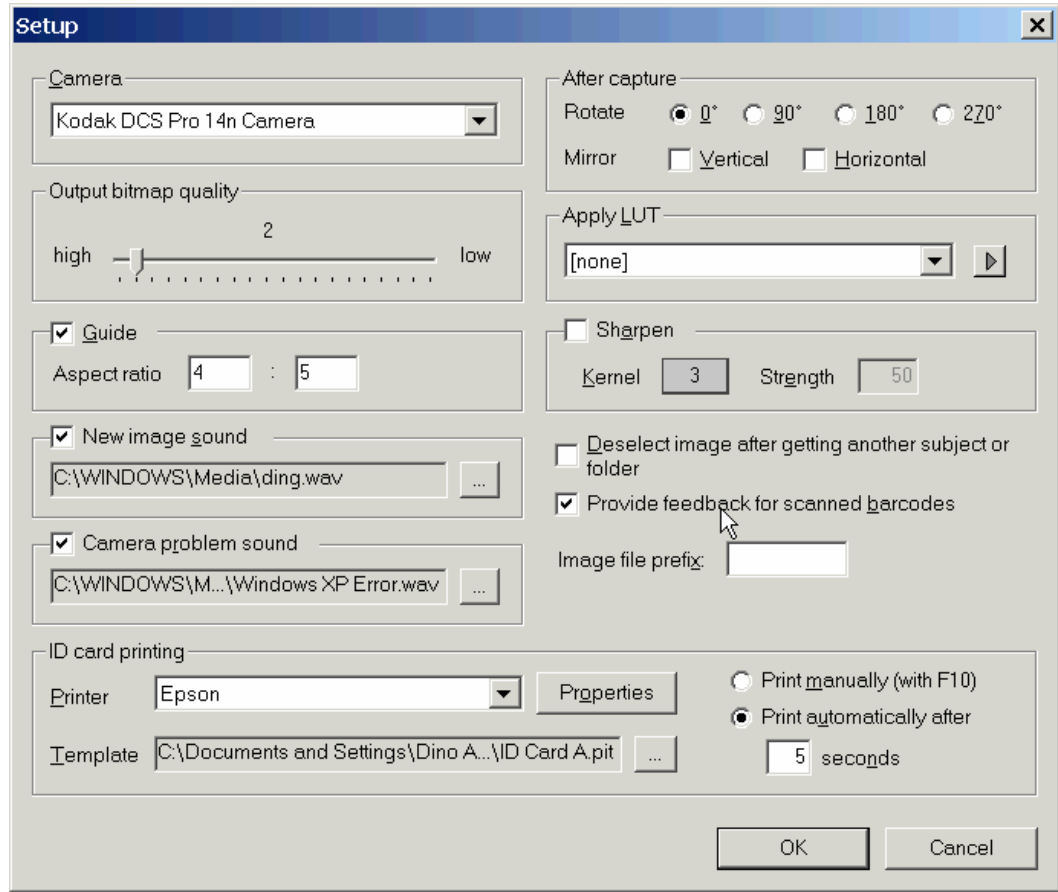 Setup
Camera
Kodak DCS Pro 14n Camera
Output bitmap quality
2
high low
Guide
Aspect ratio 4 : 5
New image sound
C:\WINDOWS\Media\ding.wav ...
Camera problem sound
C:\WINDOWS\M...\Windows XP Error.wav ...
After capture
Rotate 0° 90° 180° 270°
Mirror Vertical Horizontal
Apply LUT
[none]
Sharpen
Kernel 3 Strength 50
Deselect image after getting another subject or
folder
Provide feedback for scanned barcodes
Image file prefix:
ID card printing
Printer Epson Properties
Template C:\Documents and Settings\Dino A...\ID Card A.pit ...
Print manually (with F10)
Print automatically after
5 seconds
OK Cancel